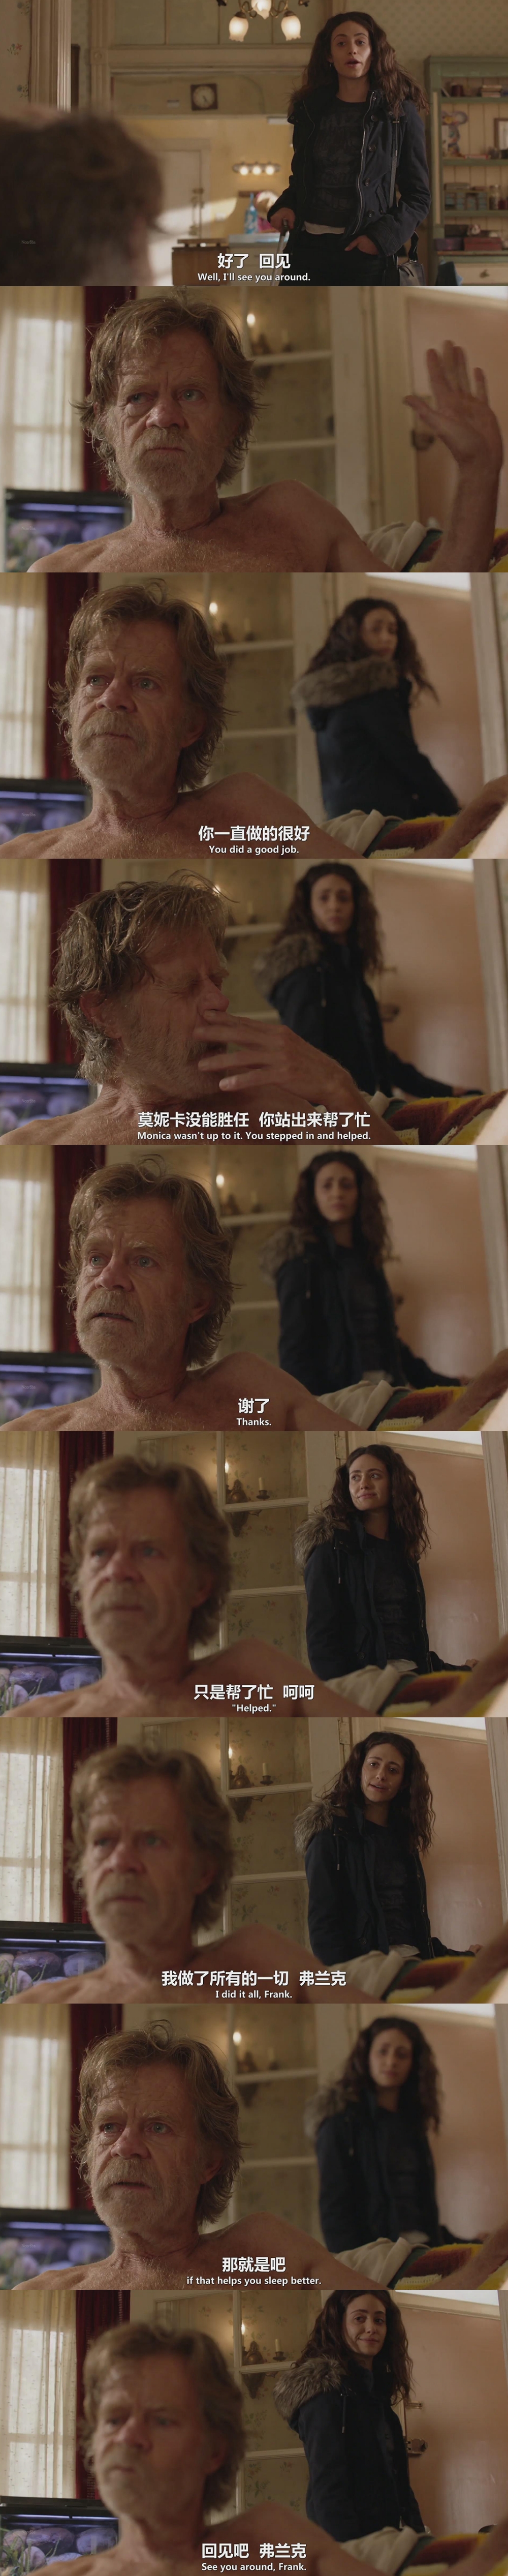 好了 回见
Well, I'll see you around.
你一直做的很好
You did a good job.
莫妮卡没能胜任 你站出来帮了忙
Monica wasn't up to it. You stepped in and helped.
谢了
Thanks.
只是帮了忙 呵呵
"Helped."
我做了所有的一切 弗兰克
I did it all, Frank.
那就是吧
if that helps you sleep better.
回见吧 弗兰克
See you around, Frank.